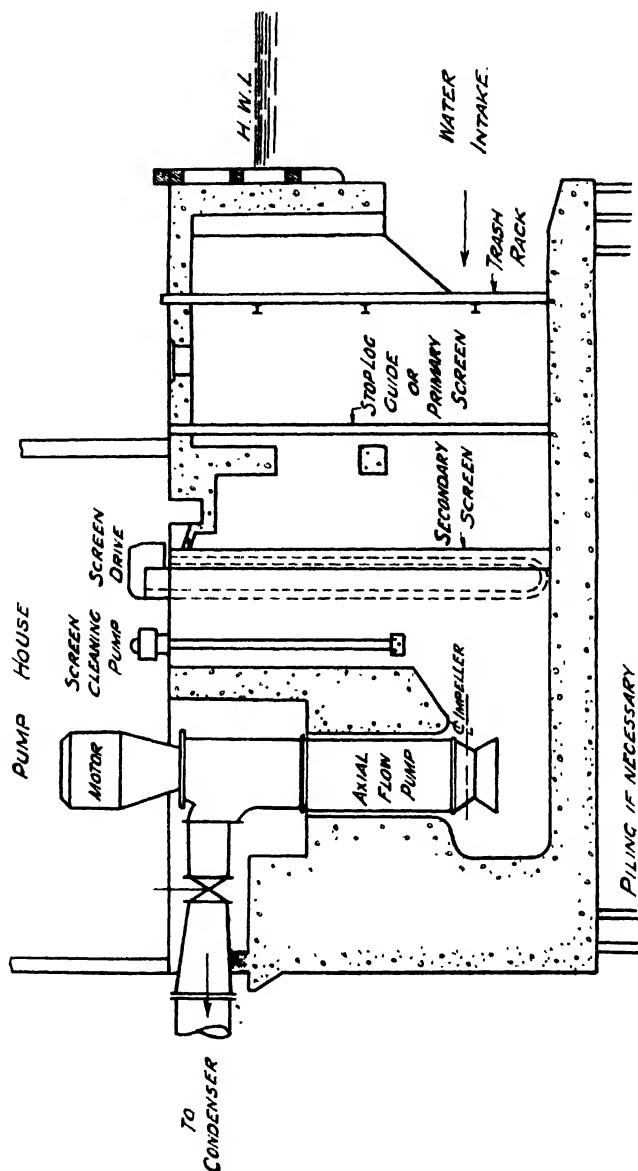 PUMP HOUSE
MOTOR
SCREEN
CLEANING
PUMP
SCREEN
DRIVE
H.W.L
TO
CONDENSER
AXIAL
FLOW
PUMP
℄ IMPELLER
SECONDARY
SCREEN
STOPLOG
GUIDE
OR
PRIMARY
SCREEN
TRASH
RACK
WATER
INTAKE.
PILING IF NECESSARY